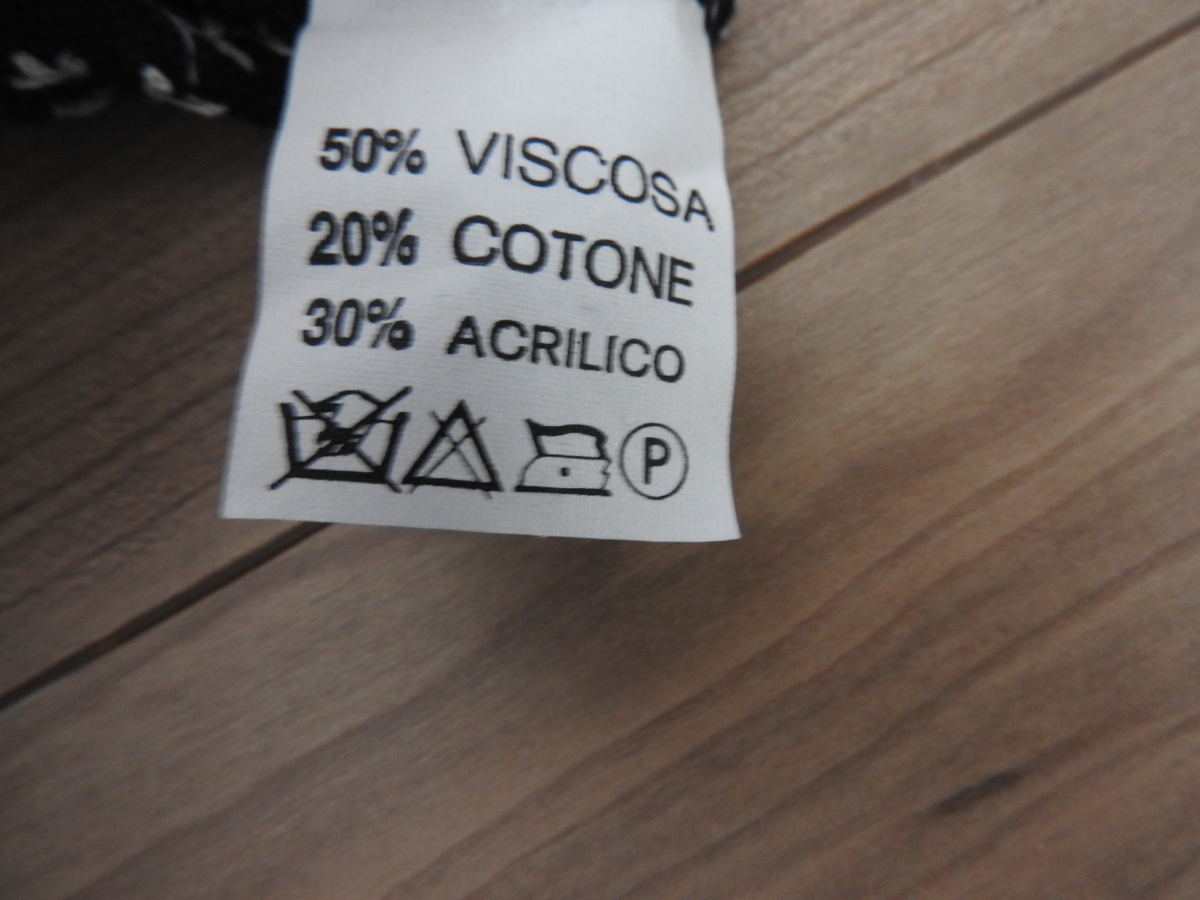 50% VISCOSA
20% COTONE
30% ACRILICO
P